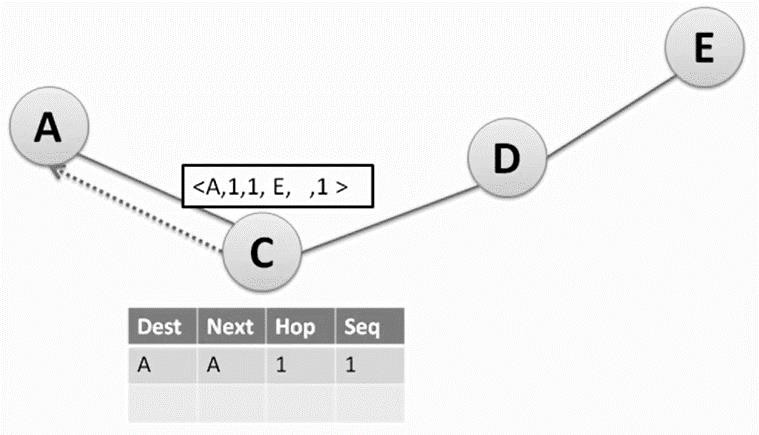 E
A
D
<A,1,1, E,   ,1 >
C
Dest Next Hop Seq
A A 1 1